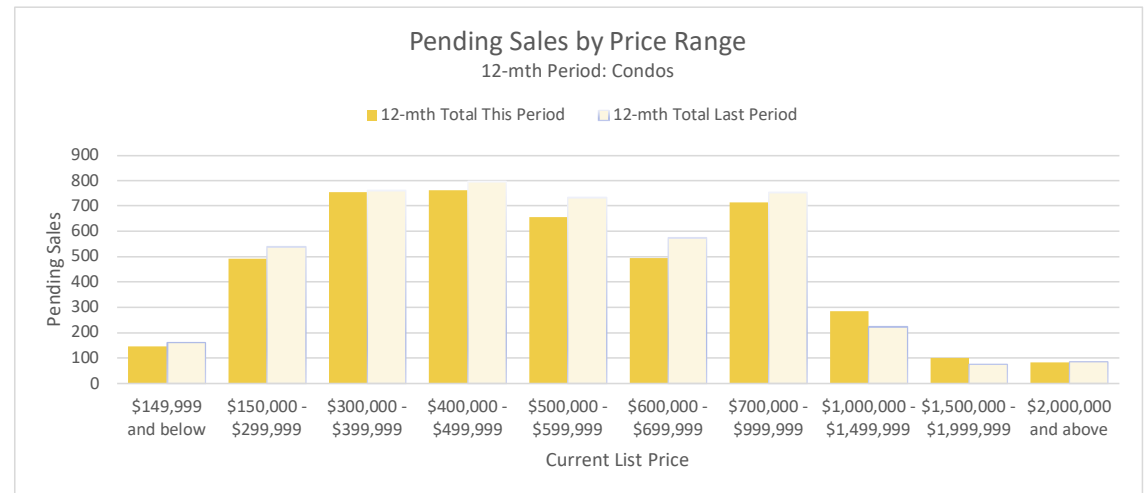 Pending Sales by Price Range
12-mth Period: Condos
12-mth Total This Period 12-mth Total Last Period
Pending Sales
900
800
700
600
500
400
300
200
100
0
$149,999 $150,000 - $300,000 - $400,000 - $500,000 - $600,000 - $700,000 - $1,000,000 - $1,500,000 - $2,000,000
and below $299,999 $399,999 $499,999 $599,999 $699,999 $999,999 $1,499,999 $1,999,999 and above
Current List Price